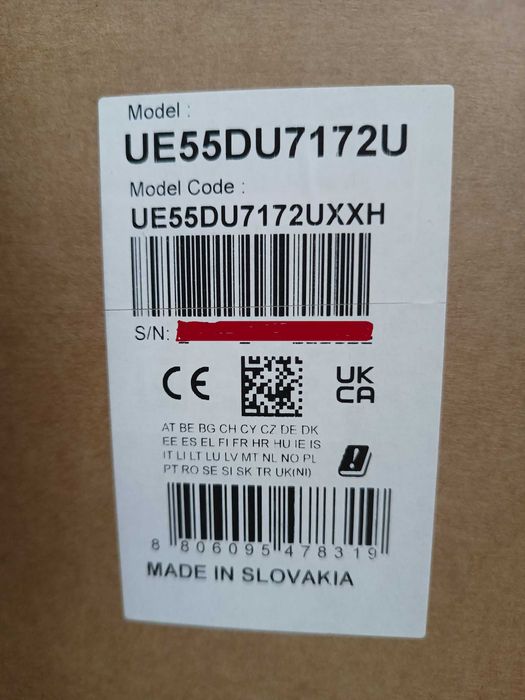 Model :
UE55DU7172U
Model Code :
UE55DU7172UXXH
S/N:
CE
UK
CA
AT BE BG CH CY CZ DE DK
EE ES EL FI FR HR HU IE IS
IT LI LT LU LV MT NL NO PL
PT RO SE SI SK TR UK(NI)
8 806095 478319
MADE IN SLOVAKIA